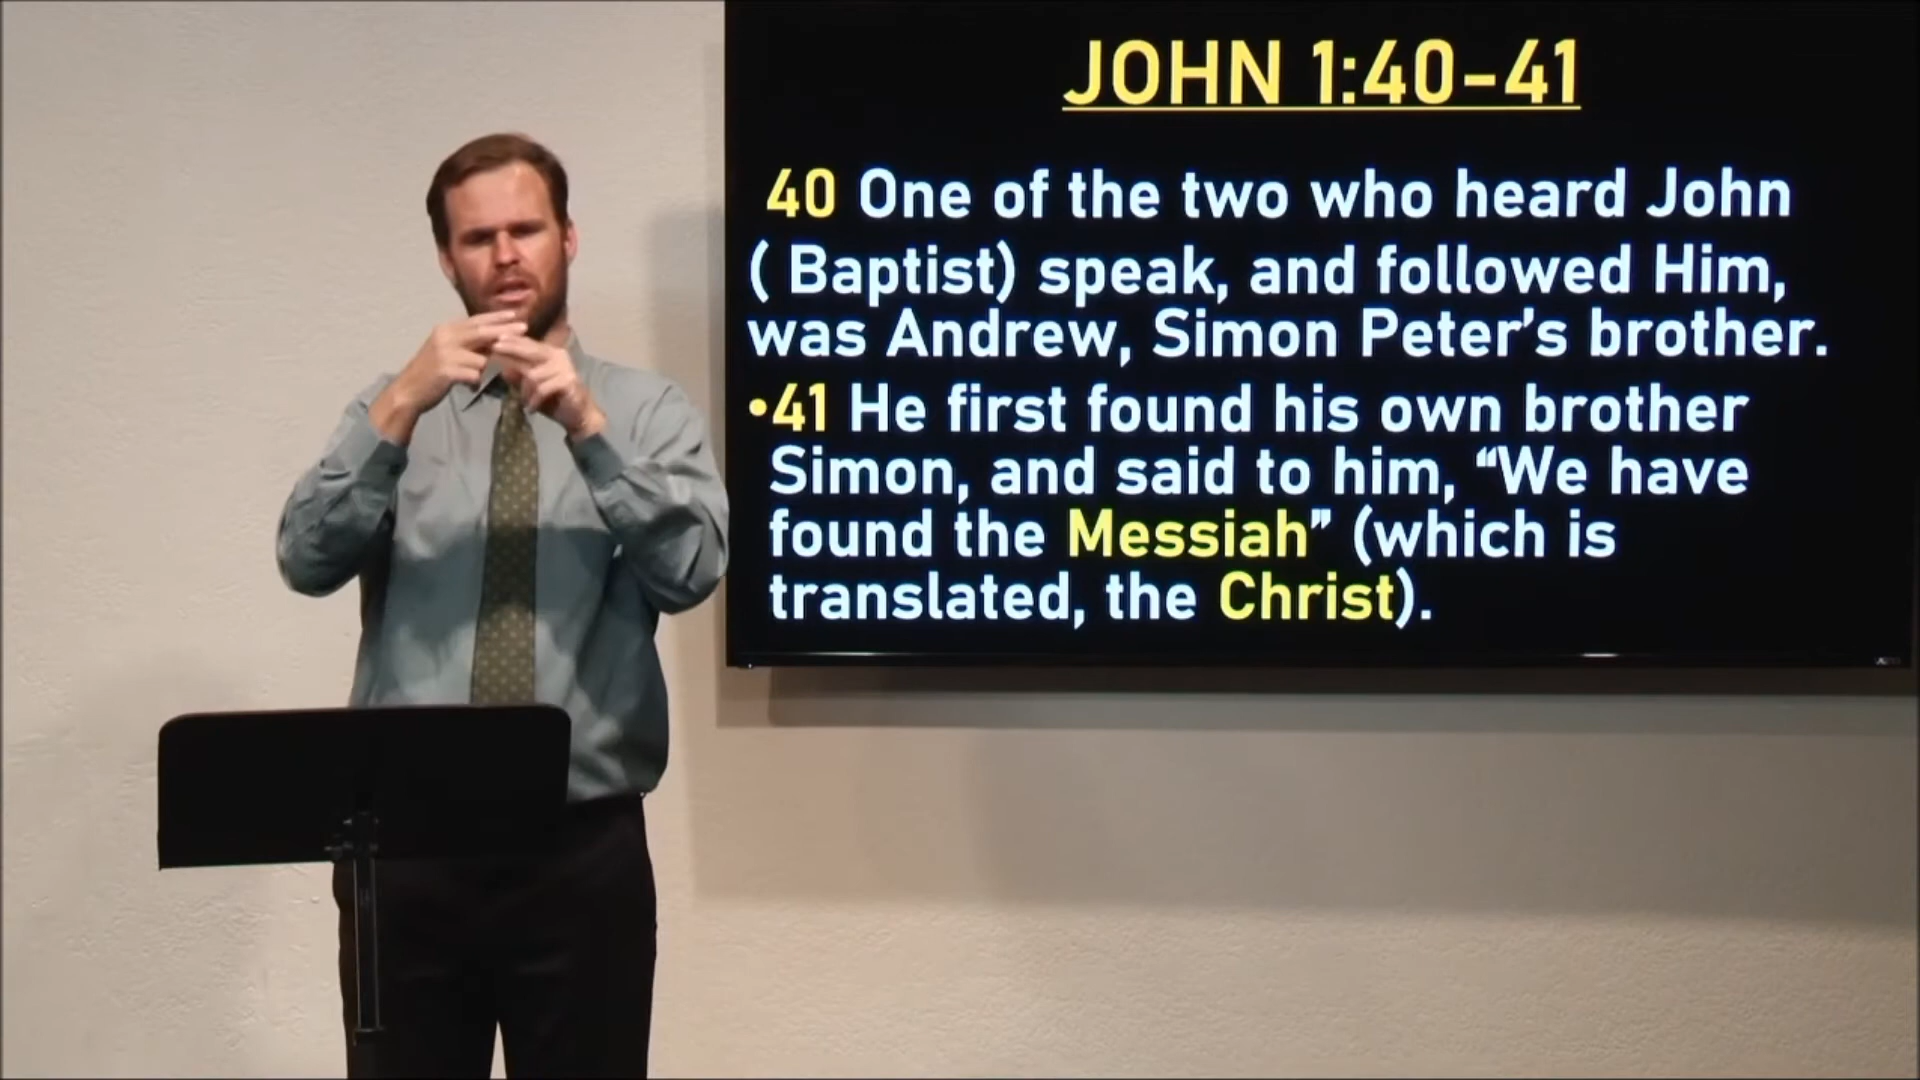 JOHN 1:40-41
40 One of the two who heard John
( Baptist) speak, and followed Him,
was Andrew, Simon Peter's brother.
•41 He first found his own brother
Simon, and said to him, “We have
found the Messiah” (which is
translated, the Christ).